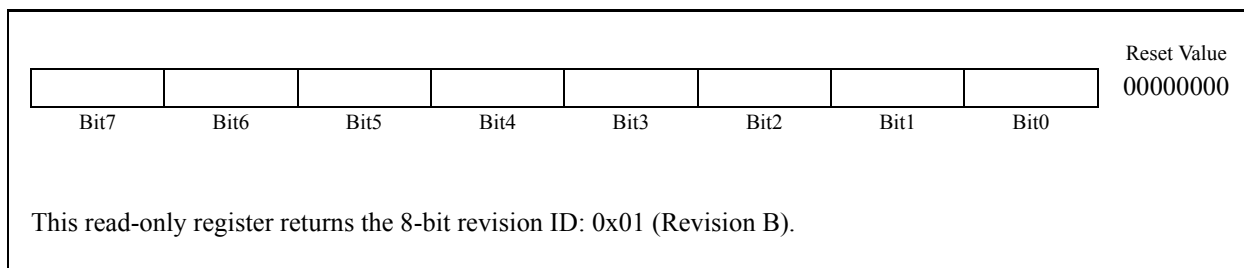 Reset Value
00000000
Bit7 Bit6 Bit5 Bit4 Bit3 Bit2 Bit1 Bit0
This read-only register returns the 8-bit revision ID: 0x01 (Revision B).